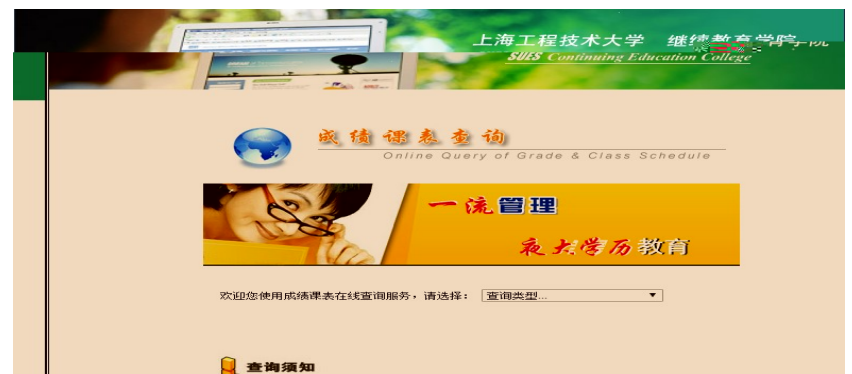 上海工程技术大学 继续教育学院
SUES Continuing Education College
成绩课表查询
Online Query of Grade & Class Schedule
一流管理
夜大学历教育
欢迎您使用成绩课表在线查询服务，请选择： 查询类型...
查询须知